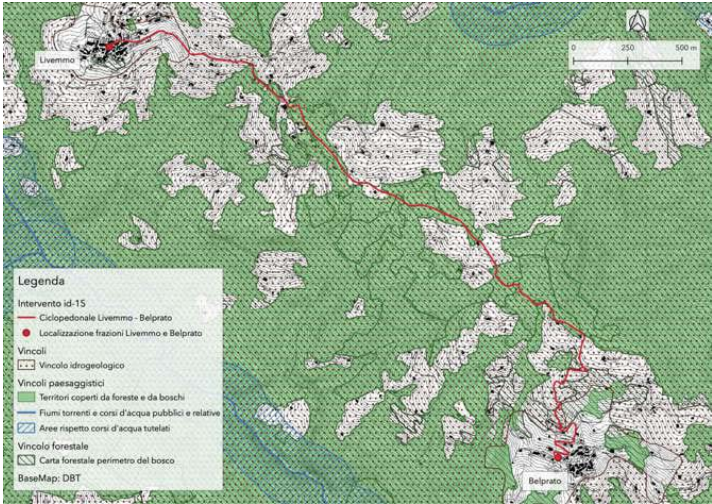 Livemmo
0 250 500 m
Legenda
Intervento id-1S
Ciclopedonale Livemmo - Belprato
Localizzazione frazioni Livemmo e Belprato
Vincoli
Vincolo idrogeologico
Vincoli paesaggistici
Territori coperti da foreste e da boschi
Fiumi torrenti e corsi d'acqua pubblici e relative
Aree rispetto corsi d'acqua tutelati
Vincolo forestale
Carta forestale perimetro del bosco
BaseMap: DBT
Belprato